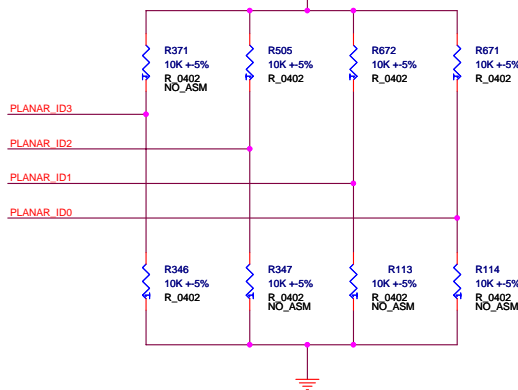 R371
10K +-5%
R_0402
NO_ASM
R505
10K +-5%
R_0402
R672
10K +-5%
R_0402
R671
10K +-5%
R_0402
PLANAR_ID3
PLANAR_ID2
PLANAR_ID1
PLANAR_ID0
R346
10K +-5%
R_0402
R347
10K +-5%
R_0402
NO_ASM
R113
10K +-5%
R_0402
NO_ASM
R114
10K +-5%
R_0402
NO_ASM